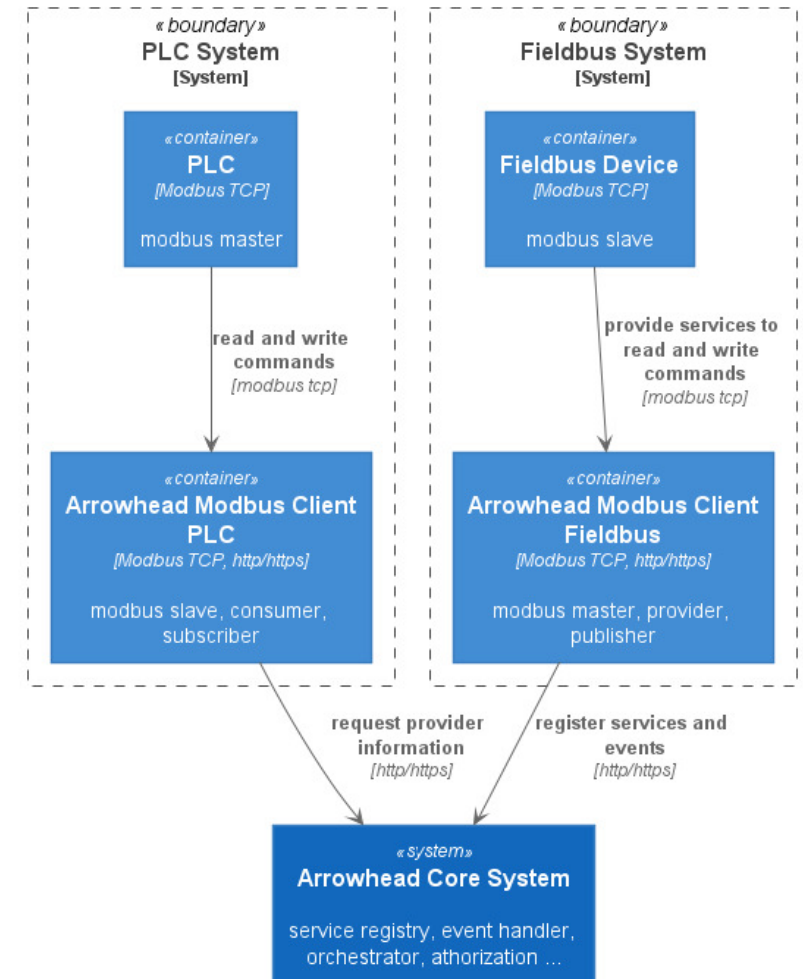 «boundary»
PLC System
[System]
«container»
PLC
[Modbus TCP]
modbus master
read and write
commands
[modbus tcp]
«container»
Arrowhead Modbus Client
PLC
[Modbus TCP, http/https]
modbus slave, consumer,
subscriber
«boundary»
Fieldbus System
[System]
«container»
Fieldbus Device
[Modbus TCP]
modbus slave
provide services to
read and write
commands
[modbus tcp]
«container»
Arrowhead Modbus Client
Fieldbus
[Modbus TCP, http/https]
modbus master, provider,
publisher
request provider
information
[http/https]
register services and
events
[http/https]
«system»
Arrowhead Core System
service registry, event handler,
orchestrator, athorization ...